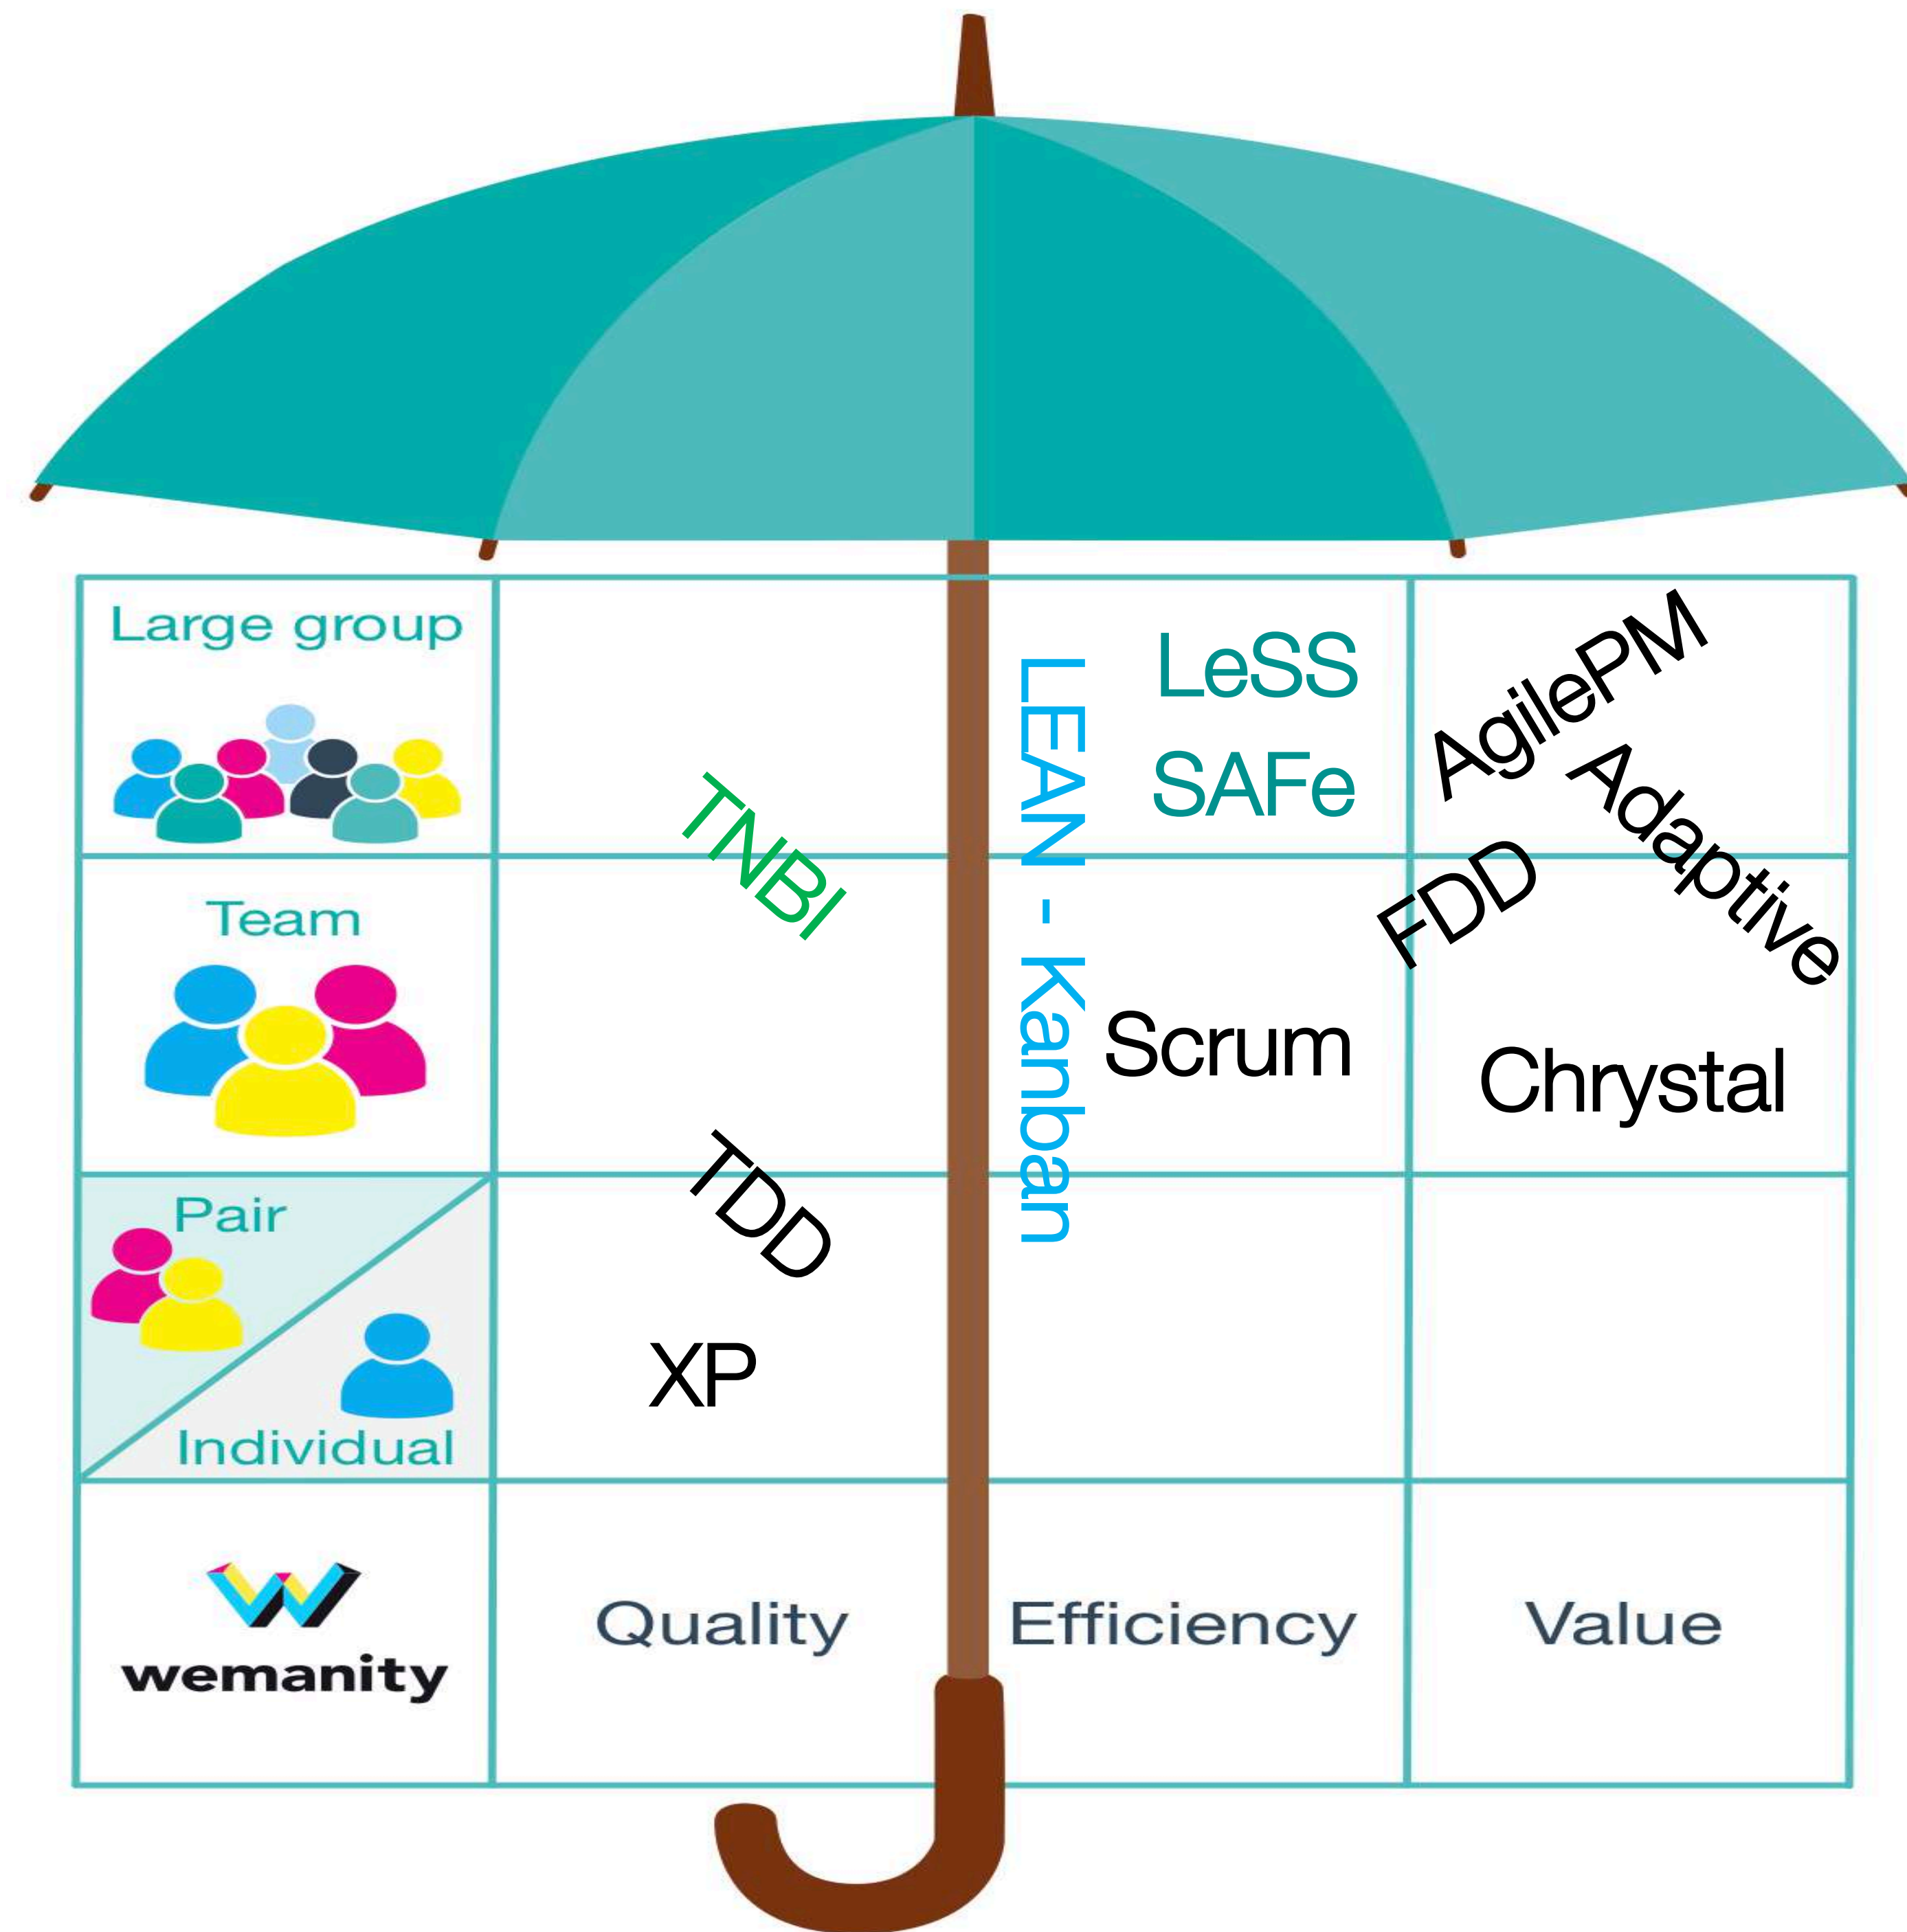 Large group
LEAN - Kanban
LeSS
SAFe
AgilePM
Adaptive
TNBI
Team
FDD
Scrum
Chrystal
Pair
TDD
XP
Individual
wemanity
Quality
Efficiency
Value